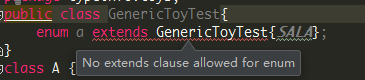 public class GenericToyTest{
enum a extends GenericToyTest{SALA};
}
No extends clause allowed for enum
class A {